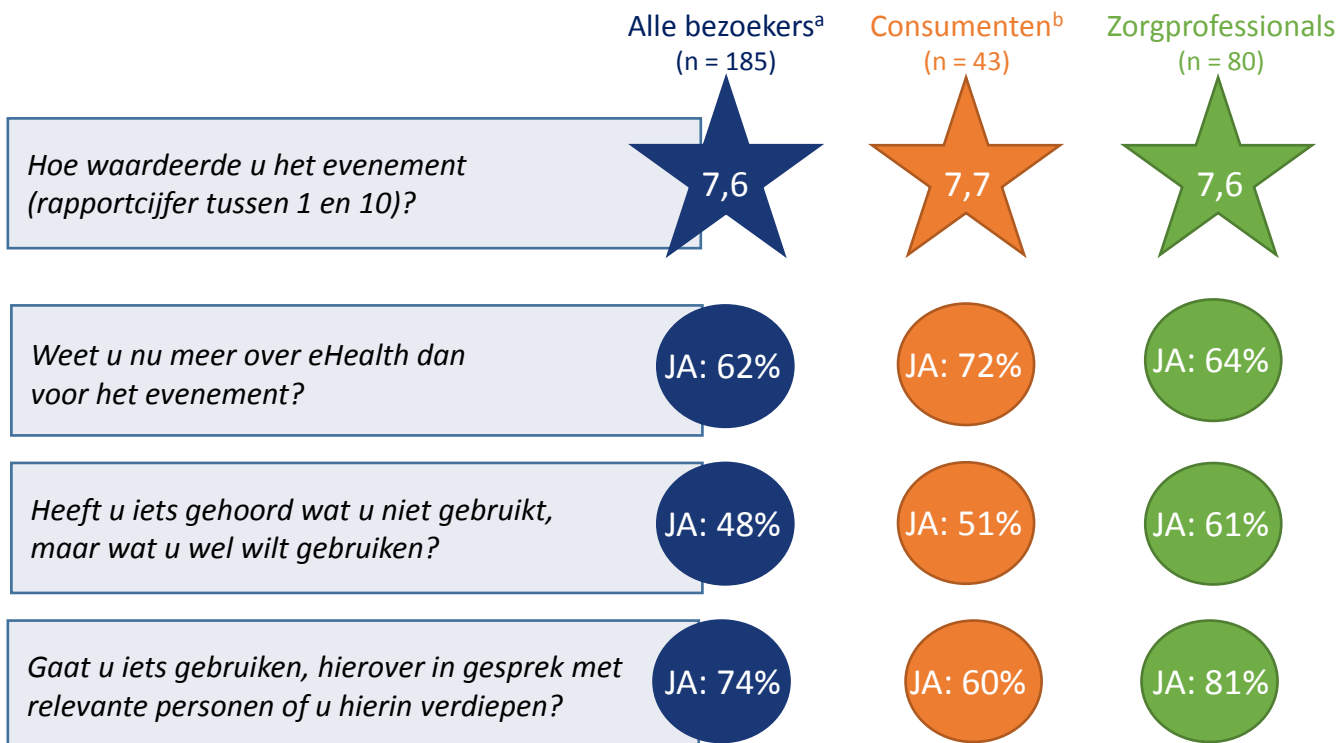 Alle bezoekersᵃ
(n = 185)
Consumentenᵇ
(n = 43)
Zorgprofessionals
(n = 80)
Hoe waardeerde u het evenement
(rapportcijfer tussen 1 en 10)?
7,6
7,7
7,6
Weet u nu meer over eHealth dan
voor het evenement?
JA: 62%
JA: 72%
JA: 64%
Heeft u iets gehoord wat u niet gebruikt,
maar wat u wel wilt gebruiken?
JA: 48%
JA: 51%
JA: 61%
Gaat u iets gebruiken, hierover in gesprek met
relevante personen of u hierin verdiepen?
JA: 74%
JA: 60%
JA: 81%